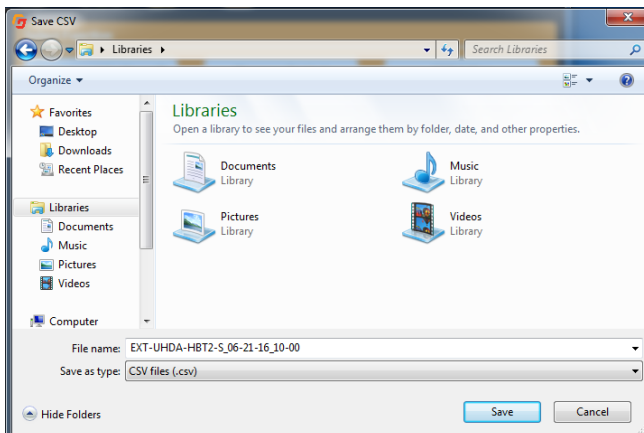 Save CSV
Libraries
Search Libraries
Organize
Favorites
Desktop
Downloads
Recent Places
Libraries
Documents
Music
Pictures
Videos
Computer
Libraries
Open a library to see your files and arrange them by folder, date, and other properties.
Documents
Library
Music
Library
Pictures
Library
Videos
Library
File name: EXT-UHDA-HBT2-S_06-21-16_10-00
Save as type: CSV files (.csv)
Hide Folders
Save
Cancel